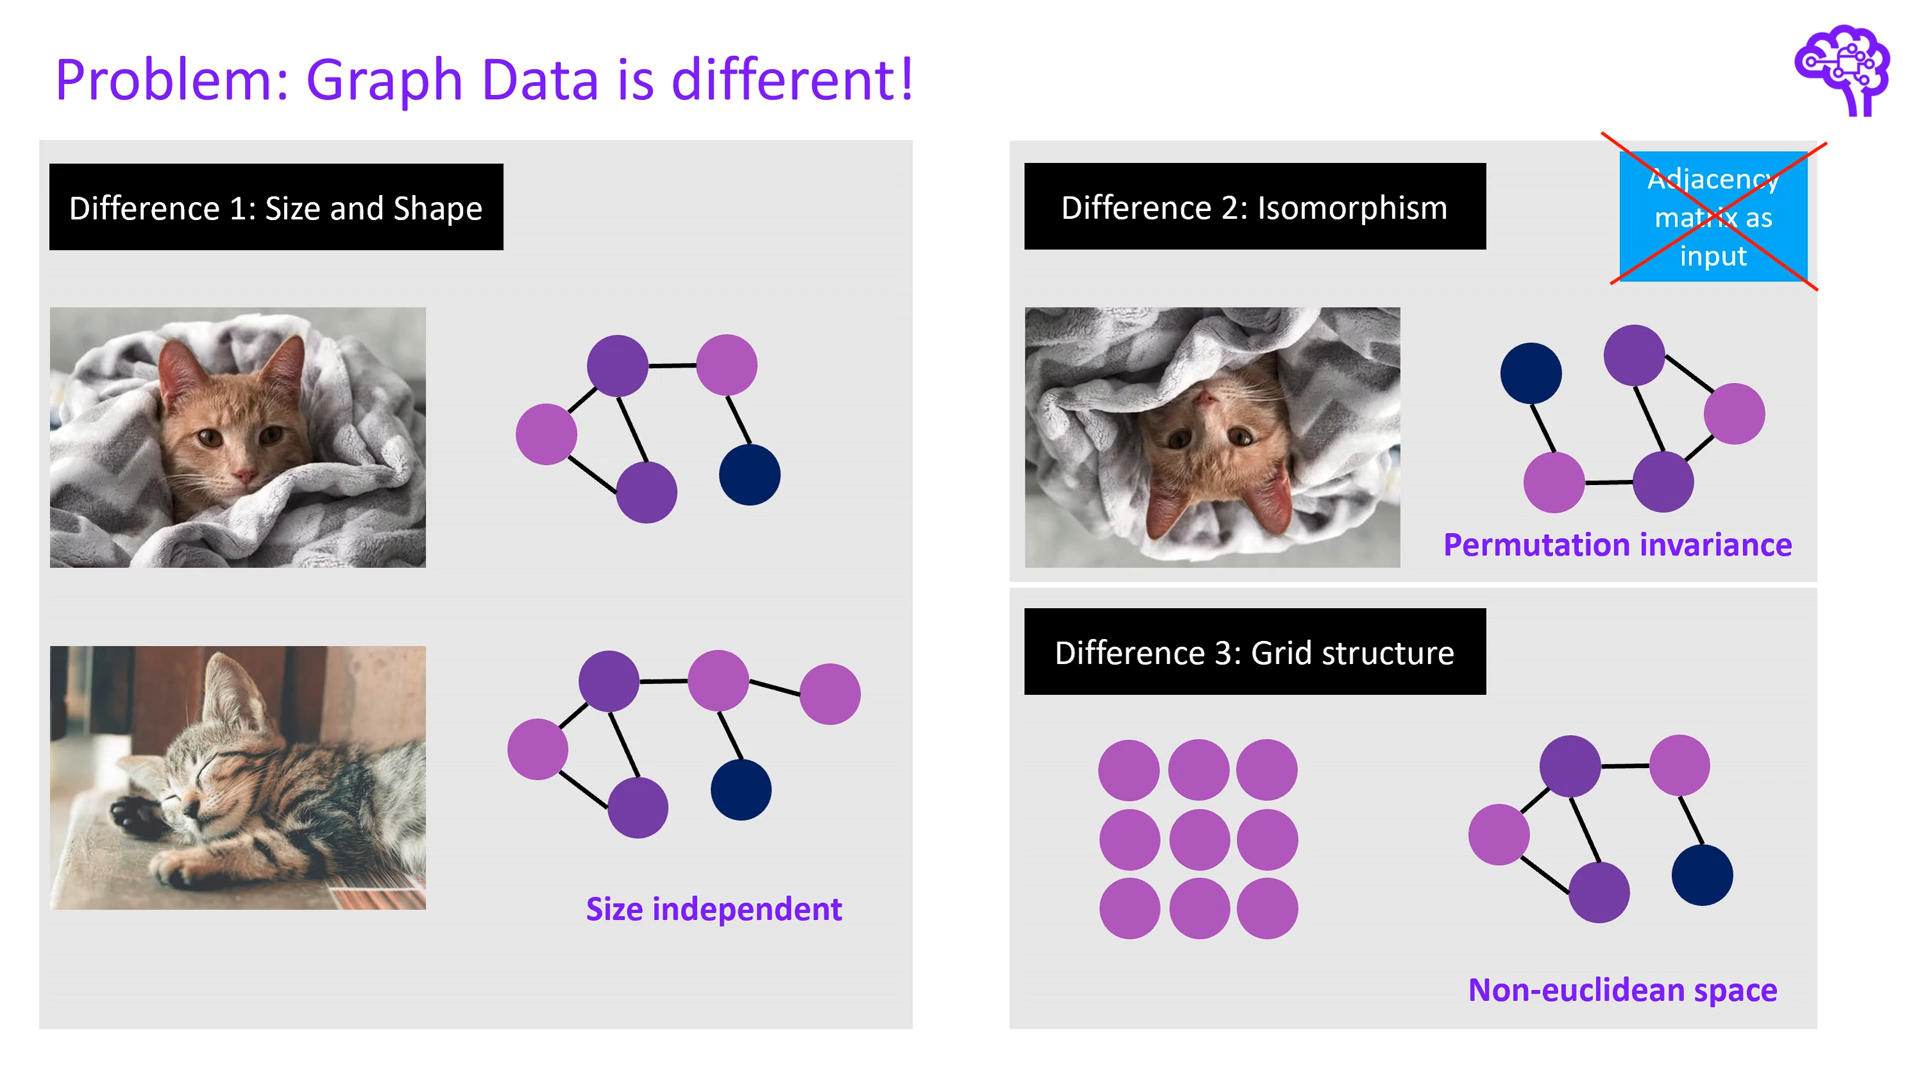 Problem: Graph Data is different!
Difference 1: Size and Shape
Size independent
Difference 2: Isomorphism
Adjacency
matrix as
input
Permutation invariance
Difference 3: Grid structure
Non-euclidean space